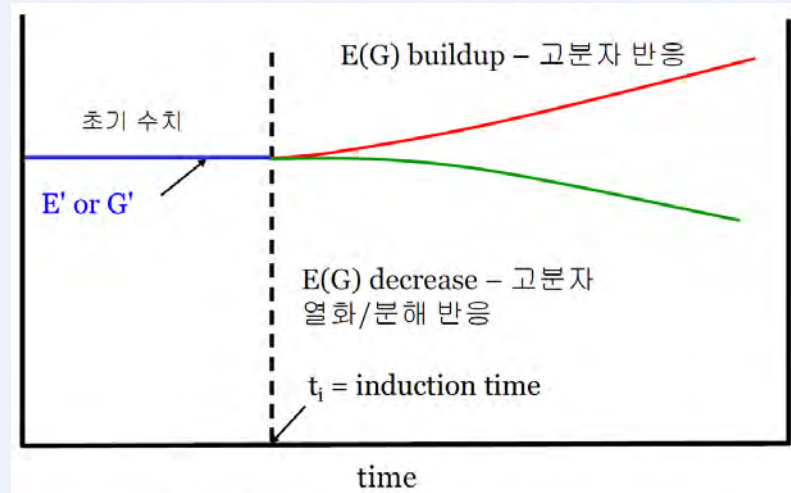 E(G) buildup – 고분자 반응
초기 수치
E' or G'
E(G) decrease – 고분자
열화/분해 반응
tᵢ = induction time
time